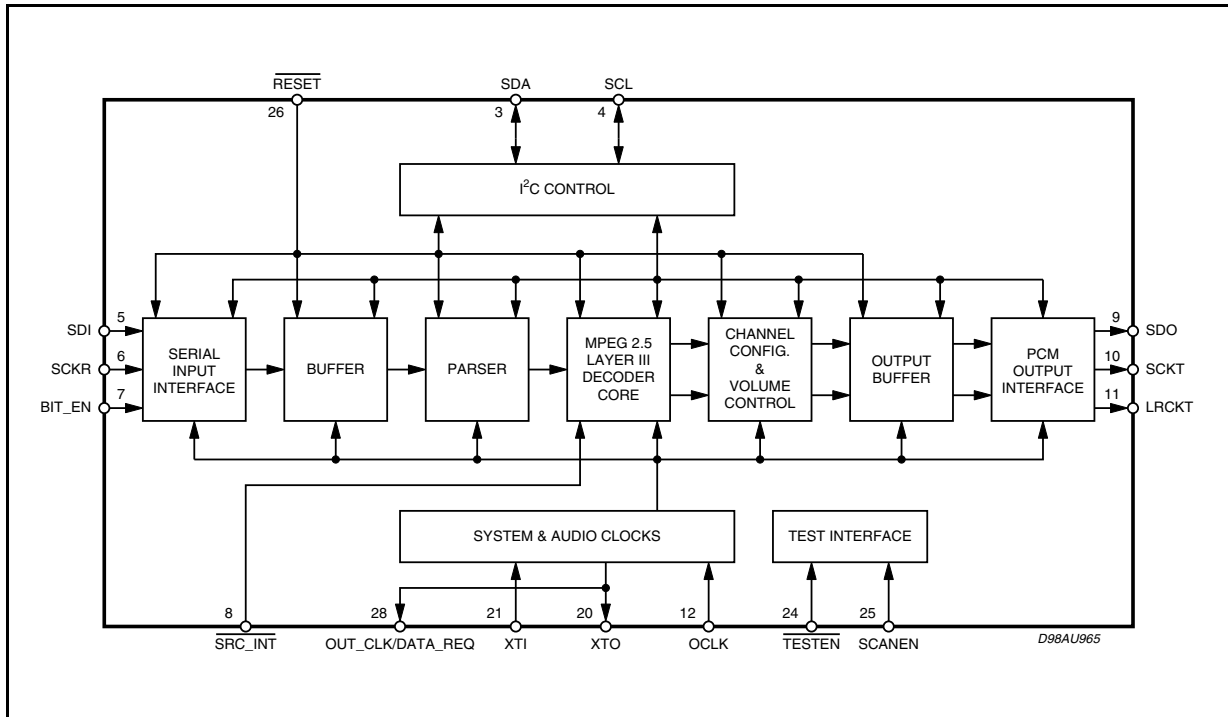 RESET
SDA
SCL
26
3
4
I²C CONTROL
SDI
5
SCKR
6
BIT_EN
7
SERIAL
INPUT
INTERFACE
BUFFER
PARSER
MPEG 2.5
LAYER III
DECODER
CORE
CHANNEL
CONFIG.
&
VOLUME
CONTROL
OUTPUT
BUFFER
PCM
OUTPUT
INTERFACE
9
SDO
10
SCKT
11
LRCKT
SYSTEM & AUDIO CLOCKS
TEST INTERFACE
8
28
21
20
12
24
25
SRC_INT
OUT_CLK/DATA_REQ
XTI
XTO
OCLK
TESTEN
SCANEN
D98AU965